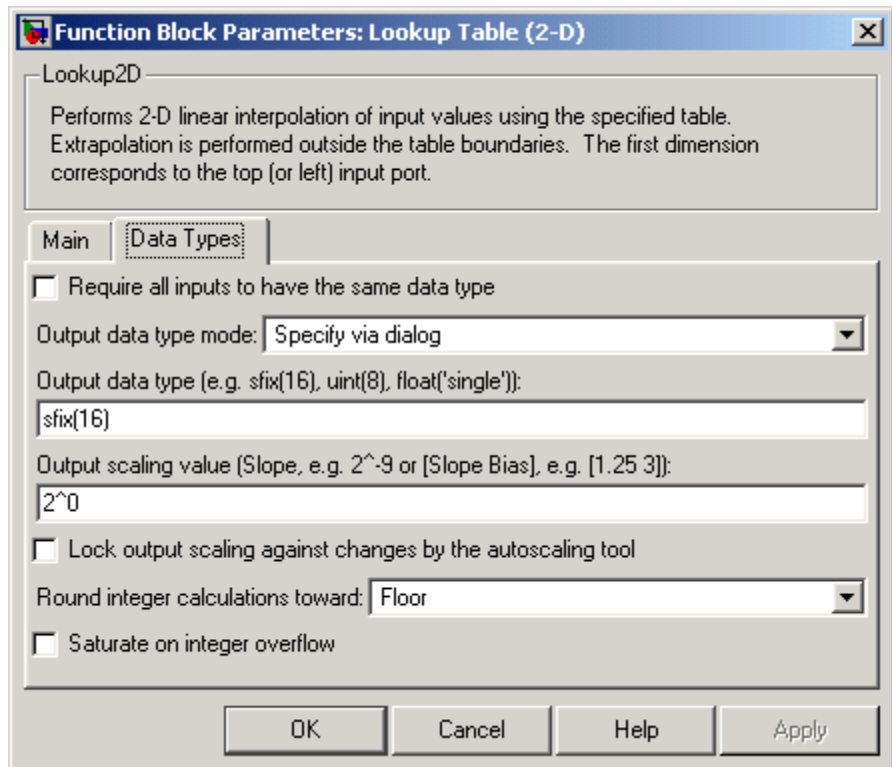 Function Block Parameters: Lookup Table (2-D)
Lookup2D
Performs 2-D linear interpolation of input values using the specified table.
Extrapolation is performed outside the table boundaries.  The first dimension
corresponds to the top (or left) input port.
Main
Data Types
Require all inputs to have the same data type
Output data type mode: Specify via dialog
Output data type (e.g. sfix(16), uint(8), float('single')):
sfix(16)
Output scaling value (Slope, e.g. 2^-9 or [Slope Bias], e.g. [1.25 3]):
2^0
Lock output scaling against changes by the autoscaling tool
Round integer calculations toward: Floor
Saturate on integer overflow
OK
Cancel
Help
Apply